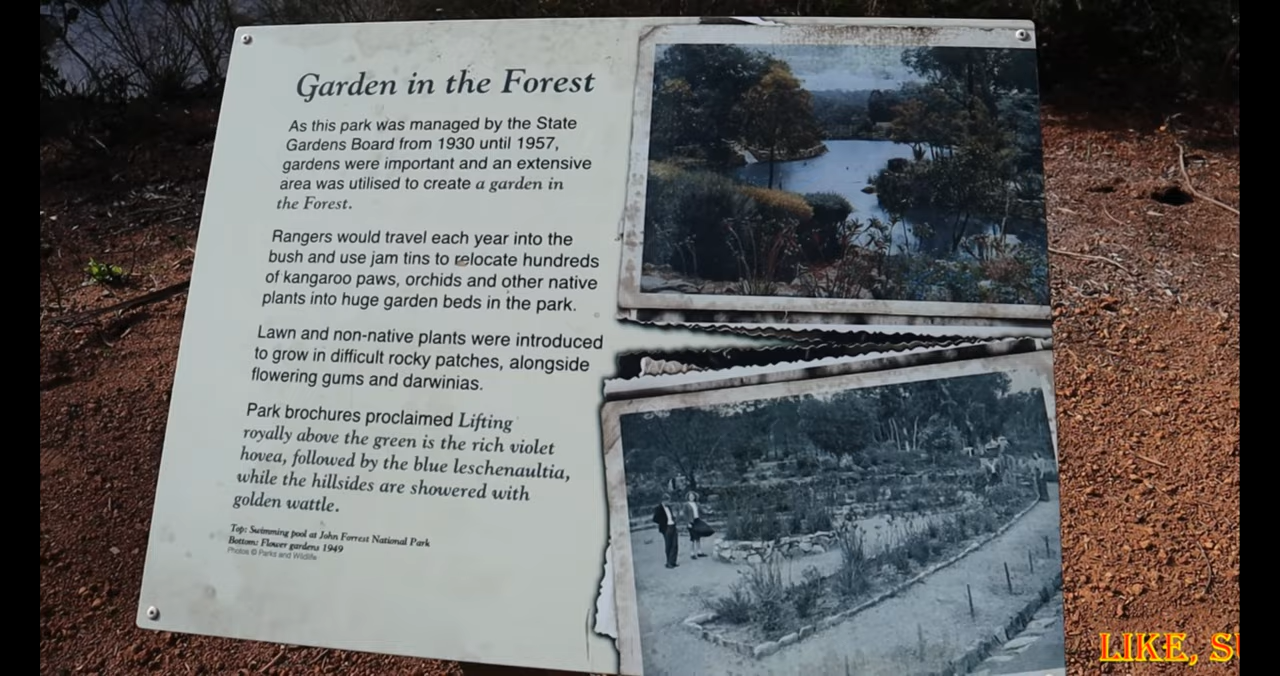 Garden in the Forest
As this park was managed by the State
Gardens Board from 1930 until 1957,
gardens were important and an extensive
area was utilised to create a garden in
the Forest.
Rangers would travel each year into the
bush and use jam tins to relocate hundreds
of kangaroo paws, orchids and other native
plants into huge garden beds in the park.
Lawn and non-native plants were introduced
to grow in difficult rocky patches, alongside
flowering gums and darwinias.
Park brochures proclaimed Lifting
royally above the green is the rich violet
hovea, followed by the blue leschenaultia,
while the hillsides are showered with
golden wattle.
Top: Swimming pool at John Forrest National Park
Bottom: Flower gardens 1949
Photos © Parks and Wildlife
LIKE, SU